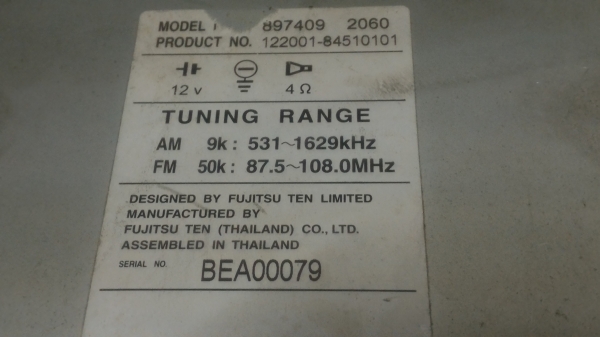 MODEL 897409 2060
PRODUCT NO. 122001-84510101
12 v 4 Ω
TUNING RANGE
AM 9k: 531~1629kHz
FM 50k: 87.5~108.0MHz
DESIGNED BY FUJITSU TEN LIMITED
MANUFACTURED BY
FUJITSU TEN (THAILAND) CO., LTD.
ASSEMBLED IN THAILAND
SERIAL NO. BEA00079